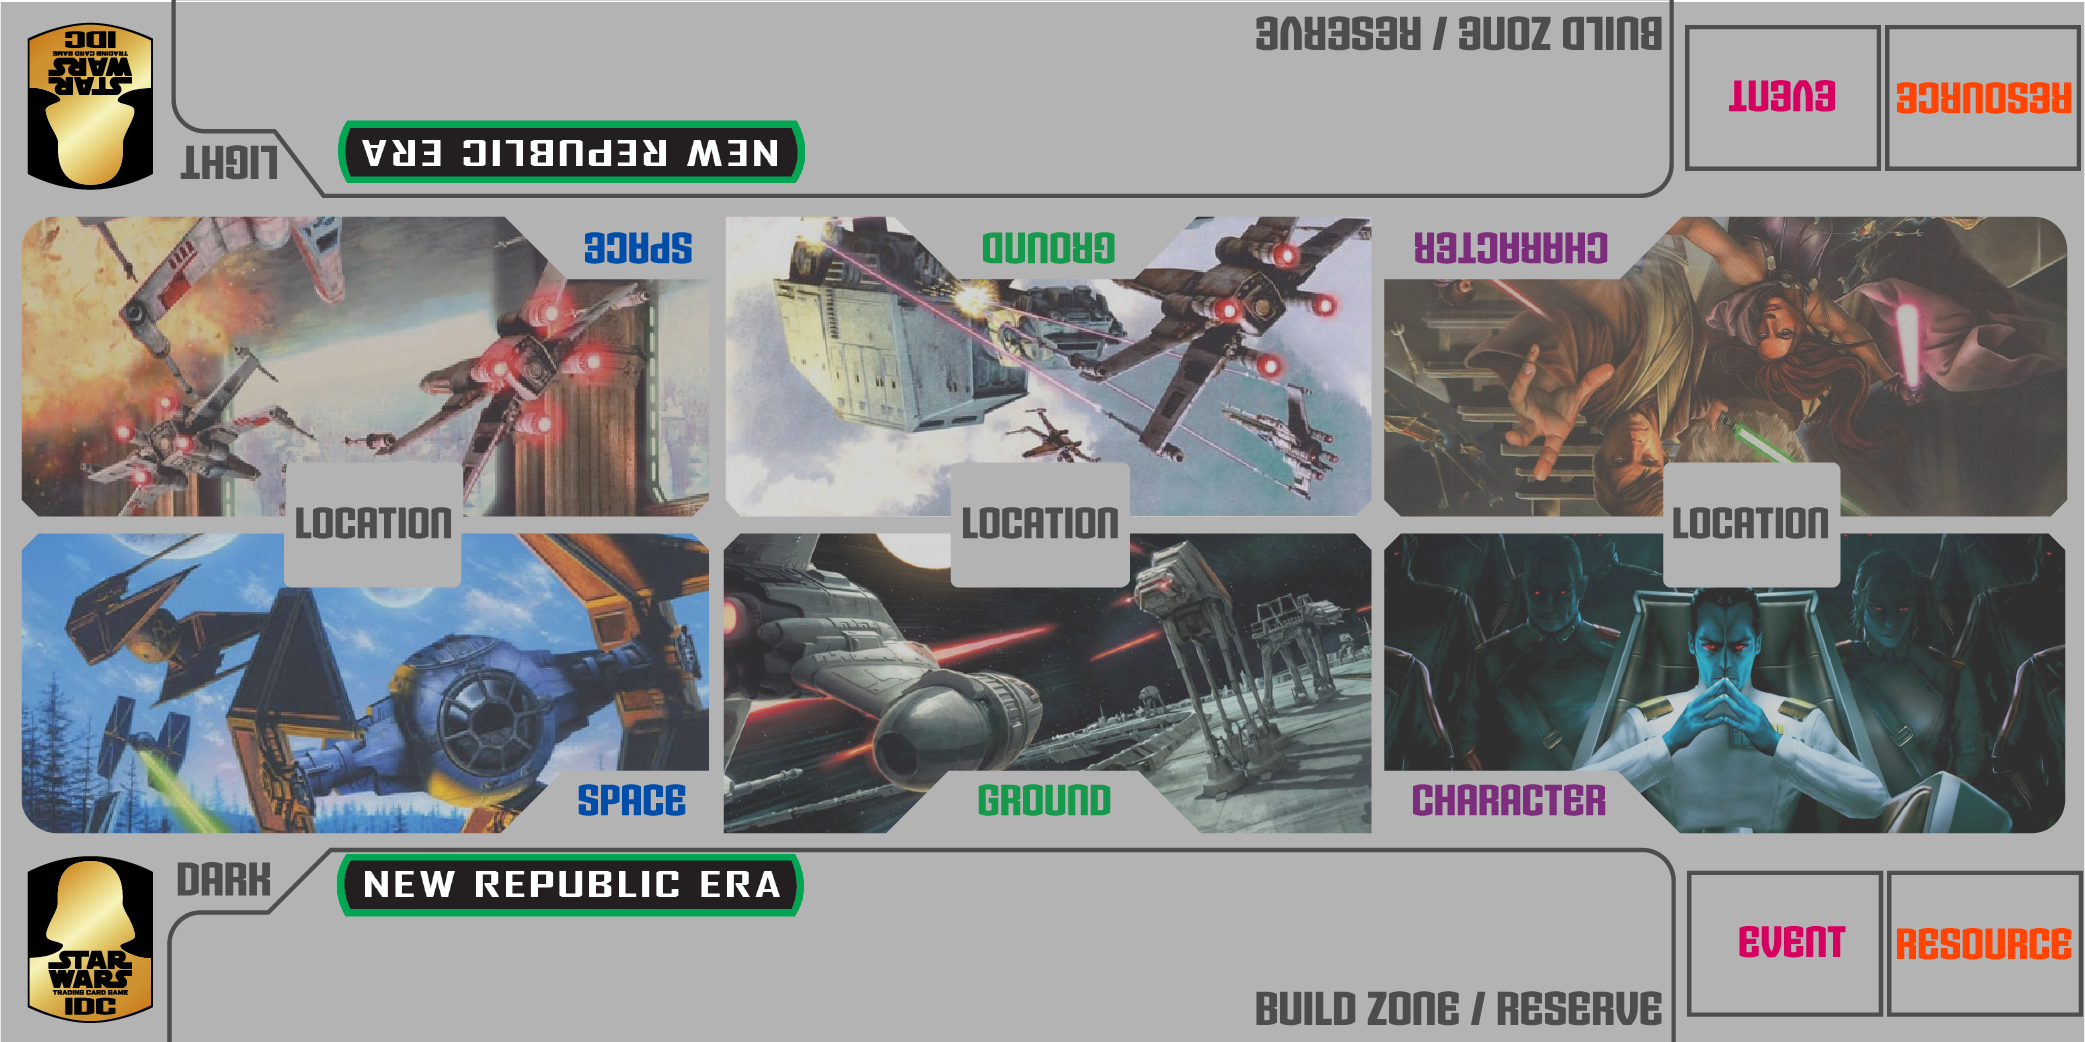 BUILD ZONE / RESERVE
STAR
WARS
TRADING CARD GAME
IDC
EVENT
RESOURCE
LIGHT
NEW REPUBLIC ERA
SPACE
GROUND
CHARACTER
LOCATION
LOCATION
LOCATION
SPACE
GROUND
CHARACTER
DARK
NEW REPUBLIC ERA
STAR
WARS
TRADING CARD GAME
IDC
EVENT
RESOURCE
BUILD ZONE / RESERVE